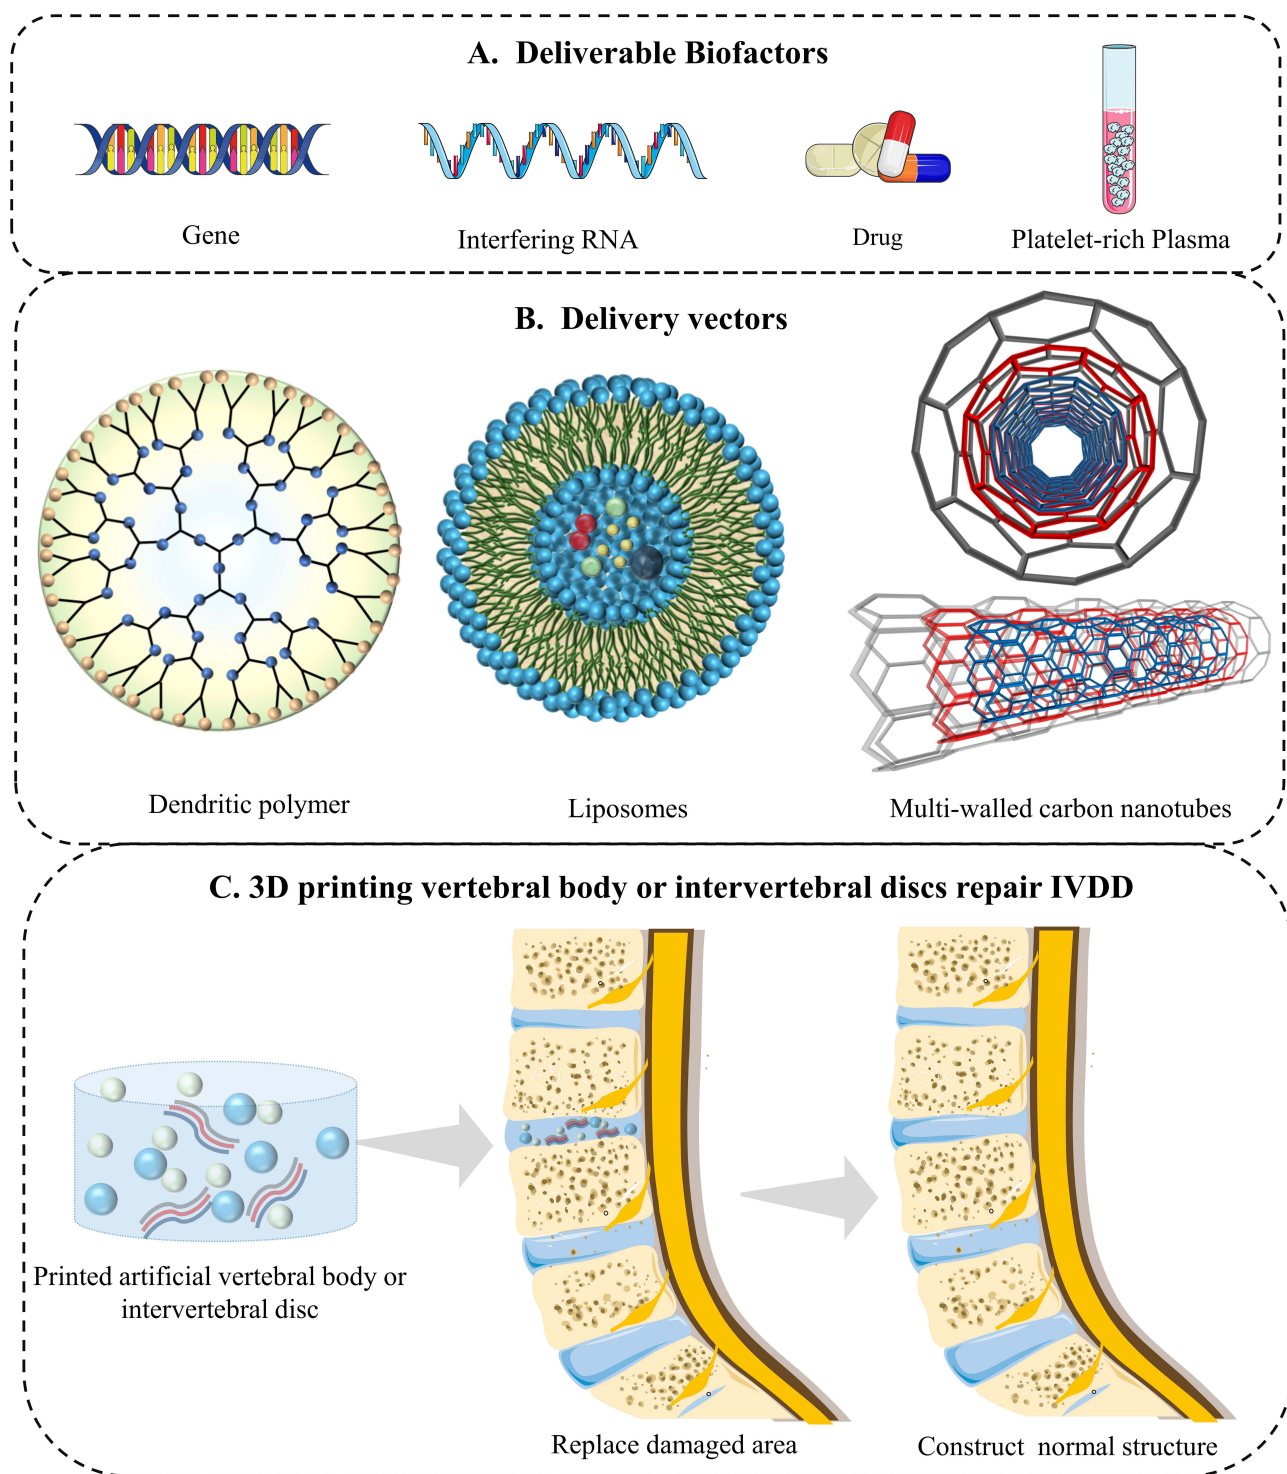 A. Deliverable Biofactors
Gene
Interfering RNA
Drug
Platelet-rich Plasma
B. Delivery vectors
Dendritic polymer
Liposomes
Multi-walled carbon nanotubes
C. 3D printing vertebral body or intervertebral discs repair IVDD
Printed artificial vertebral body or
intervertebral disc
Replace damaged area
Construct normal structure